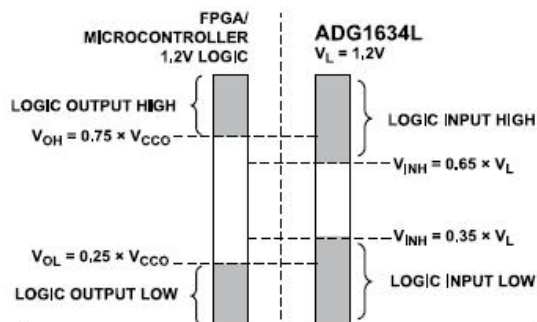 FPGA/
MICROCONTROLLER
1,2V LOGIC
ADG1634L
V_L = 1,2V
LOGIC OUTPUT HIGH
LOGIC INPUT HIGH
V_OH = 0.75 × V_CCO
V_INH = 0.65 × V_L
V_INH = 0.35 × V_L
V_OL = 0,25 × V_CCO
LOGIC OUTPUT LOW
LOGIC INPUT LOW